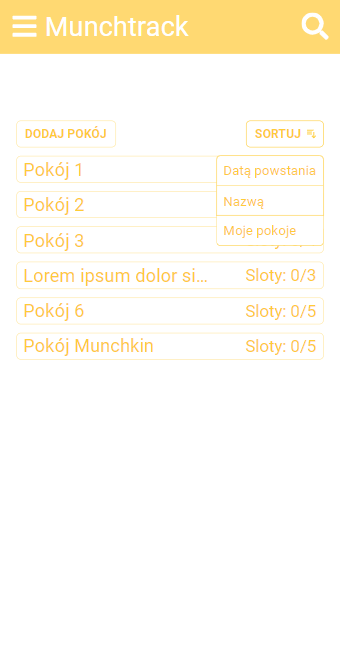 Munchtrack
DODAJ POKÓJ
SORTUJ
Pokój 1
Datą powstania
Pokój 2
Nazwą
Pokój 3
Moje pokoje
Lorem ipsum dolor si...
Sloty: 0/3
Pokój 6
Sloty: 0/5
Pokój Munchkin
Sloty: 0/5